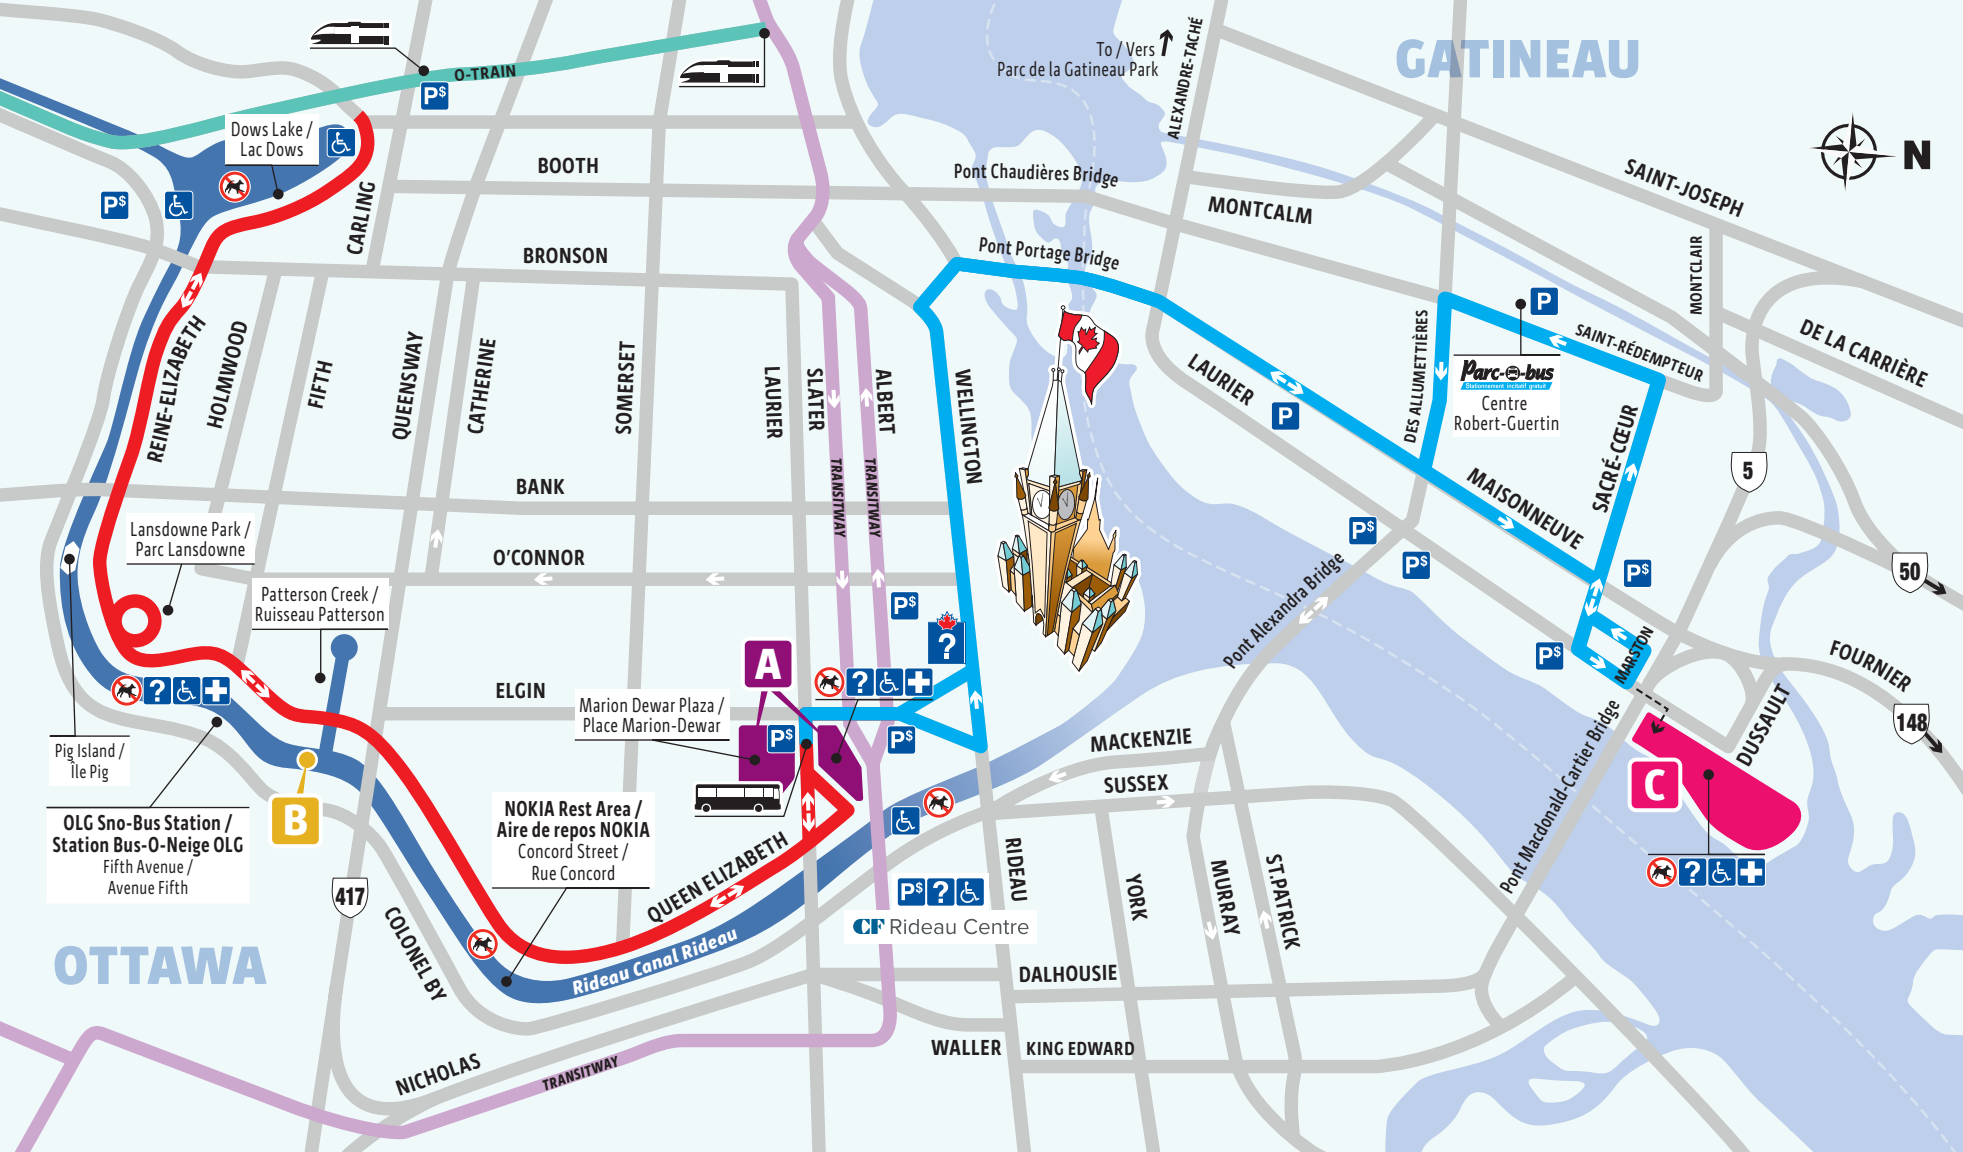 GATINEAU
To / Vers
Parc de la Gatineau Park
ALEXANDRE-TACHÉ
O-TRAIN
P$
Dows Lake /
Lac Dows
N
BOOTH
Pont Chaudières Bridge
SAINT-JOSEPH
P$
CARLING
MONTCALM
BRONSON
Pont Portage Bridge
MONTCLAIR
P
SAINT-RÉDEMPTEUR
DE LA CARRIÈRE
REINE-ELIZABETH
HOLMWOOD
FIFTH
QUEENSWAY
CATHERINE
SOMERSET
LAURIER
SLATER
ALBERT
WELLINGTON
LAURIER
P
DES ALLUMETTIÈRES
Parc-o-bus
Stationnement incitatif gratuit
Centre
Robert-Guertin
SACRÉ-CŒUR
5
TRANSITWAY
TRANSITWAY
BANK
MAISONNEUVE
Lansdowne Park /
Parc Lansdowne
O'CONNOR
P$
P$
P$
50
Patterson Creek /
Ruisseau Patterson
P$
?
Pont Alexandra Bridge
P$
MARSTON
FOURNIER
A
?
ELGIN
?
Marion Dewar Plaza /
Place Marion-Dewar
P$
P$
148
DUSSAULT
Pig Island /
Île Pig
MACKENZIE
SUSSEX
Pont Macdonald-Cartier Bridge
C
B
OLG Sno-Bus Station /
Station Bus-O-Neige OLG
Fifth Avenue /
Avenue Fifth
NOKIA Rest Area /
Aire de repos NOKIA
Concord Street /
Rue Concord
QUEEN ELIZABETH
RIDEAU
YORK
MURRAY
ST.PATRICK
?
417
P$
?
CF Rideau Centre
COLONEL BY
OTTAWA
Rideau Canal Rideau
DALHOUSIE
WALLER
KING EDWARD
NICHOLAS
TRANSITWAY